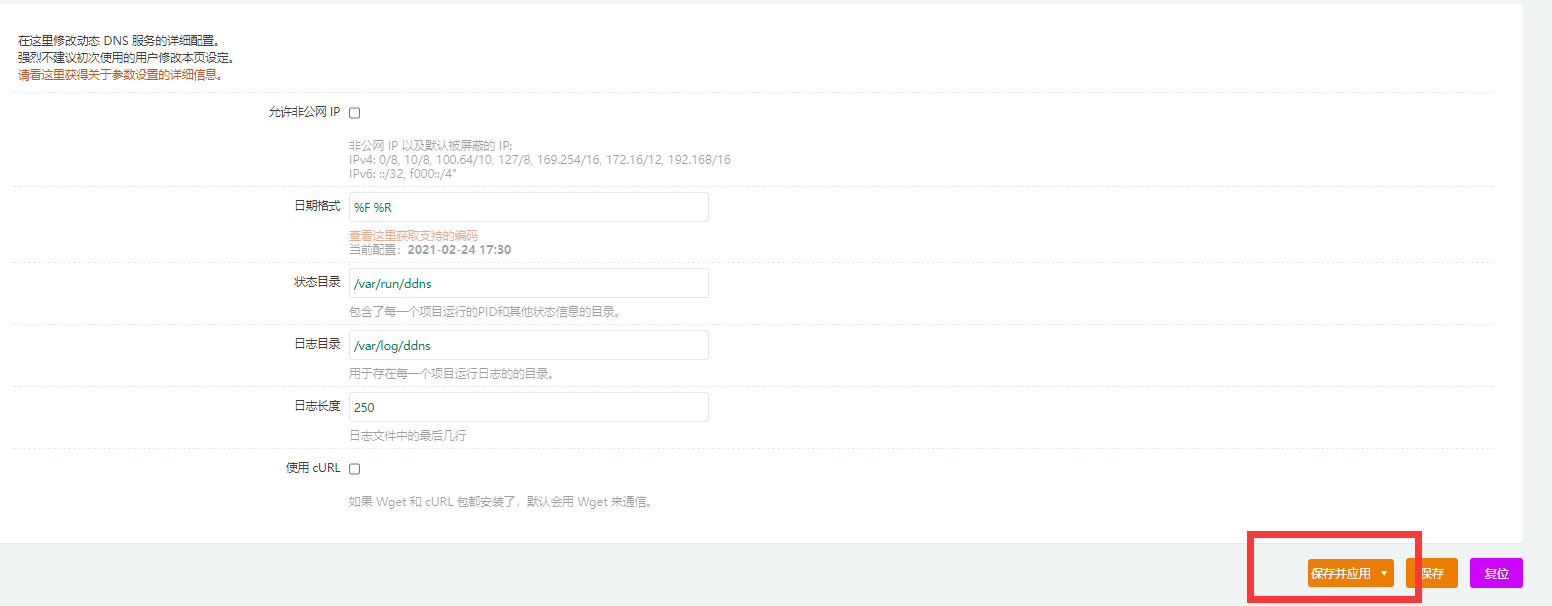 在这里修改动态 DNS 服务的详细配置。
强烈不建议初次使用的用户修改本页设定。
请看这里获得关于参数设置的详细信息。
允许非公网 IP
非公网 IP 以及默认被屏蔽的 IP:
IPv4: 0/8, 10/8, 100.64/10, 127/8, 169.254/16, 172.16/12, 192.168/16
IPv6: ::/32, f000::/4"
日期格式 %F %R
查看这里获取支持的编码
当前配置： 2021-02-24 17:30
状态目录 /var/run/ddns
包含了每一个项目运行的PID和其他状态信息的目录。
日志目录 /var/log/ddns
用于存在每一个项目运行日志的的目录。
日志长度 250
日志文件中的最后几行
使用 cURL
如果 Wget 和 cURL 包都安装了，默认会用 Wget 来通信。
保存并应用 保存 复位